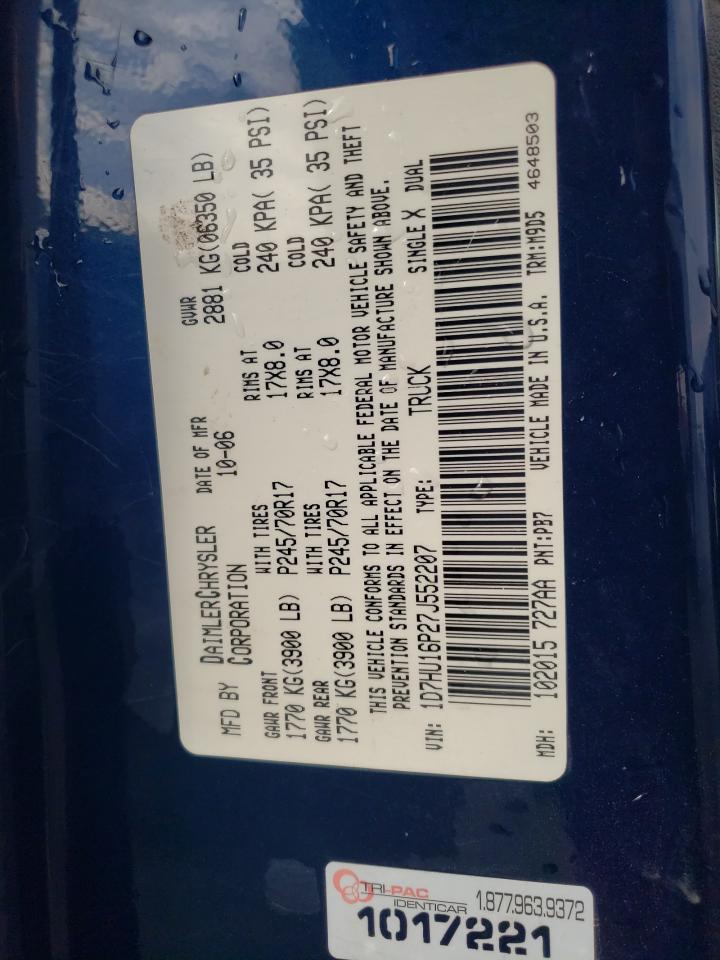 MFD BY DAIMLERCHRYSLER CORPORATION DATE OF MFR 10-06 GVWR 2881 KG(06350 LB)
GAWR FRONT WITH TIRES RIMS AT COLD
1770 KG(3900 LB) P245/70R17 17X8.0 240 KPA( 35 PSI)
GAWR REAR WITH TIRES RIMS AT COLD
1770 KG(3900 LB) P245/70R17 17X8.0 240 KPA( 35 PSI)
THIS VEHICLE CONFORMS TO ALL APPLICABLE FEDERAL MOTOR VEHICLE SAFETY AND THEFT
PREVENTION STANDARDS IN EFFECT ON THE DATE OF MANUFACTURE SHOWN ABOVE.
VIN: 1D7HU16P27J552207 TYPE: TRUCK SINGLE X DUAL
MDH: 102015 727AA PNT:PB7 VEHICLE MADE IN U.S.A. TRM:M9D5
4648503
TRI-PAC
IDENTICAR 1.877.963.9372
1017221